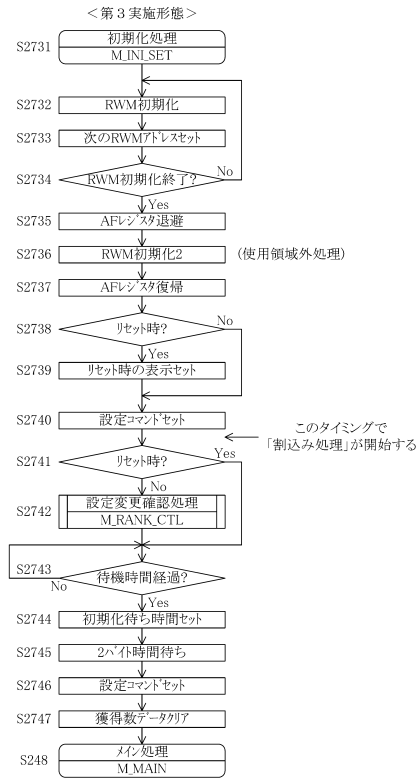 ＜第３実施形態＞
S2731
初期化処理
M_INI_SET
S2732
RWM初期化
S2733
次のRWMアドレスセット
S2734
RWM初期化終了?
No
Yes
S2735
AFレジスタ退避
S2736
RWM初期化2
(使用領域外処理)
S2737
AFレジスタ復帰
S2738
リセット時?
No
Yes
S2739
リセット時の表示セット
S2740
設定コマンドセット
このタイミングで
「割込み処理」が開始する
S2741
リセット時?
Yes
No
S2742
設定変更確認処理
M_RANK_CTL
S2743
待機時間経過?
No
Yes
S2744
初期化待ち時間セット
S2745
2バイト時間待ち
S2746
設定コマンドセット
S2747
獲得数データクリア
S248
メイン処理
M_MAIN